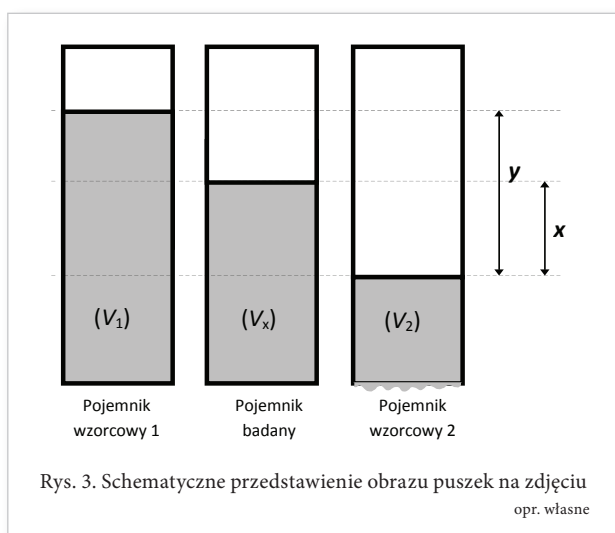 y
x
(V₁)
(Vₓ)
(V₂)
Pojemnik
wzorcowy 1
Pojemnik
badany
Pojemnik
wzorcowy 2
Rys. 3. Schematyczne przedstawienie obrazu puszek na zdjęciu
opr. własne